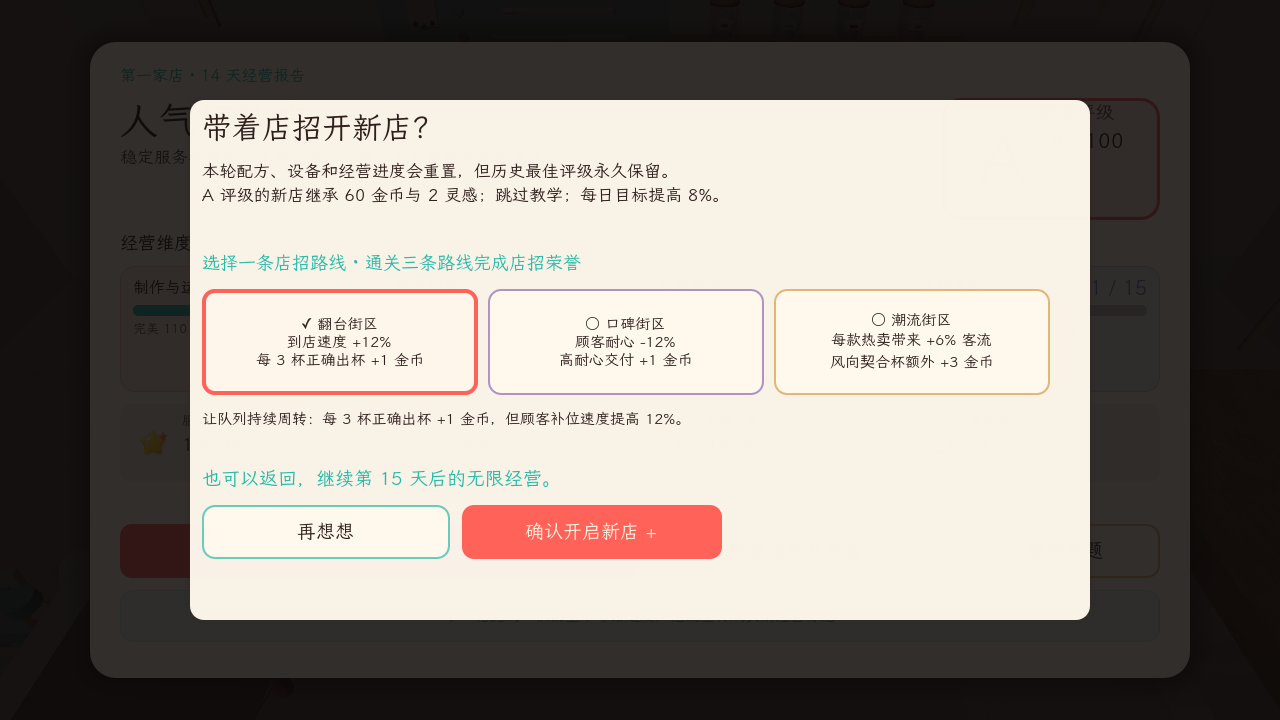 第一家店·14 天经营报告
人气
级
稳定服务
100
带着店招开新店？
本轮配方、设备和经营进度会重置，但历史最佳评级永久保留。
A 评级的新店继承 60 金币与 2 灵感；跳过教学；每日目标提高 8%。
经营维度
选择一条店招路线·通关三条路线完成店招荣誉
制作与
1 / 15
完美 110
✓ 翻台街区
到店速度 +12%
每 3 杯正确出杯 +1 金币
○ 口碑街区
顾客耐心 -12%
高耐心交付 +1 金币
○ 潮流街区
每款热卖带来 +6% 客流
风向契合杯额外 +3 金币
让队列持续周转：每 3 杯正确出杯 +1 金币，但顾客补位速度提高 12%。
也可以返回，继续第 15 天后的无限经营。
再想想
确认开启新店 +
题